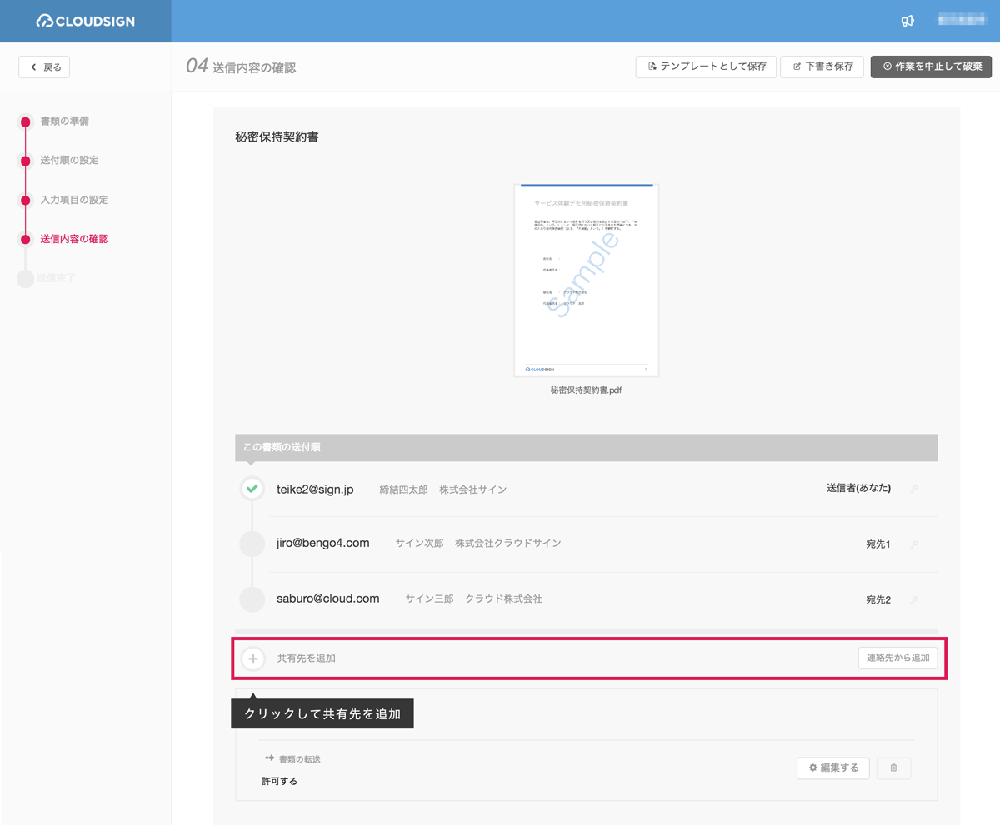 CLOUDSIGN
戻る
04 送信内容の確認
テンプレートとして保存
下書き保存
作業を中止して破棄
書類の準備
送付順の設定
入力項目の設定
送信内容の確認
送信完了
秘密保持契約書
サービス体験デモ用秘密保持契約書
Sample
CLOUDSIGN
1
秘密保持契約書.pdf
この書類の送付順
teike2@sign.jp 締結四太郎 株式会社サイン 送信者(あなた)
jiro@bengo4.com サイン次郎 株式会社クラウドサイン 宛先1
saburo@cloud.com サイン三郎 クラウド株式会社 宛先2
共有先を追加 連絡先から追加
クリックして共有先を追加
書類の転送
許可する
編集する